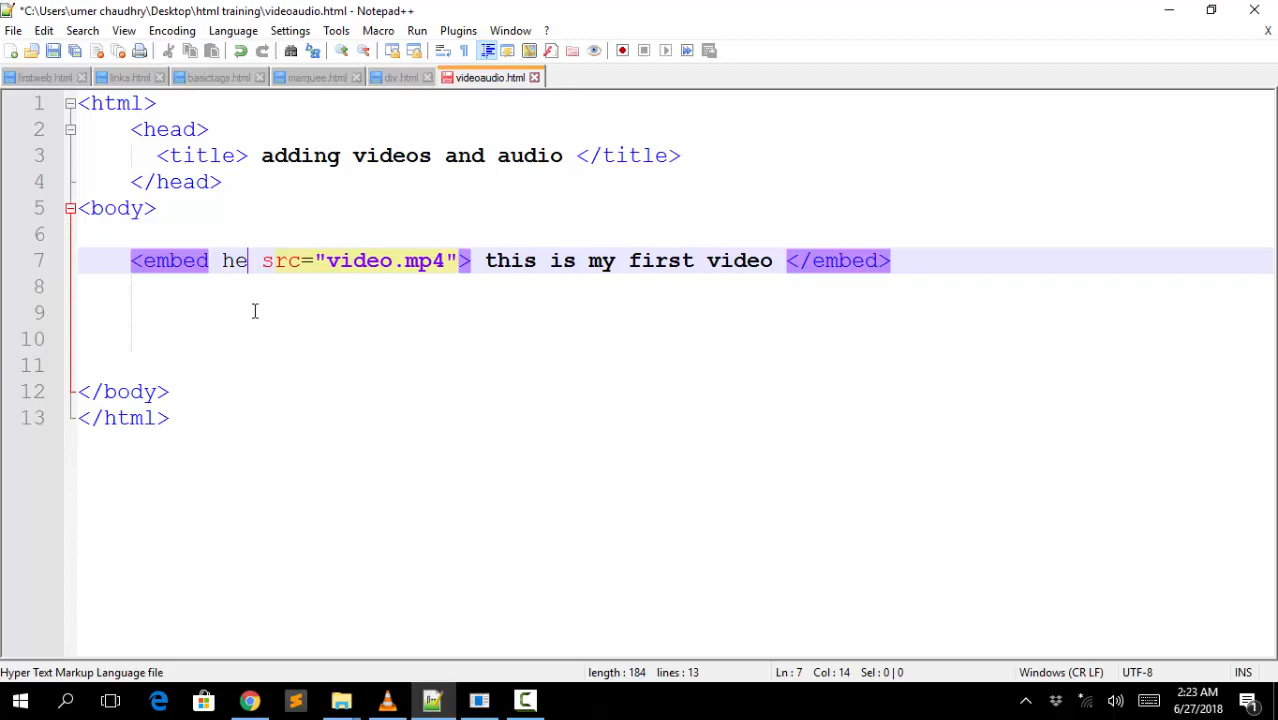 *C:\Users\umer chaudhry\Desktop\html training\videoaudio.html - Notepad++
File Edit Search View Encoding Language Settings Tools Macro Run Plugins Window ?
X
firstweb.html links.html basictags.html marquee.html div.html videoaudio.html
1 <html>
2 <head>
3 <title> adding videos and audio </title>
4 </head>
5 <body>
6
7 <embed he src="video.mp4"> this is my first video </embed>
8
9
10
11
12 </body>
13 </html>
Hyper Text Markup Language file length : 184 lines : 13 Ln : 7 Col : 14 Sel : 0 | 0 Windows (CR LF) UTF-8 INS
2:23 AM
6/27/2018
1